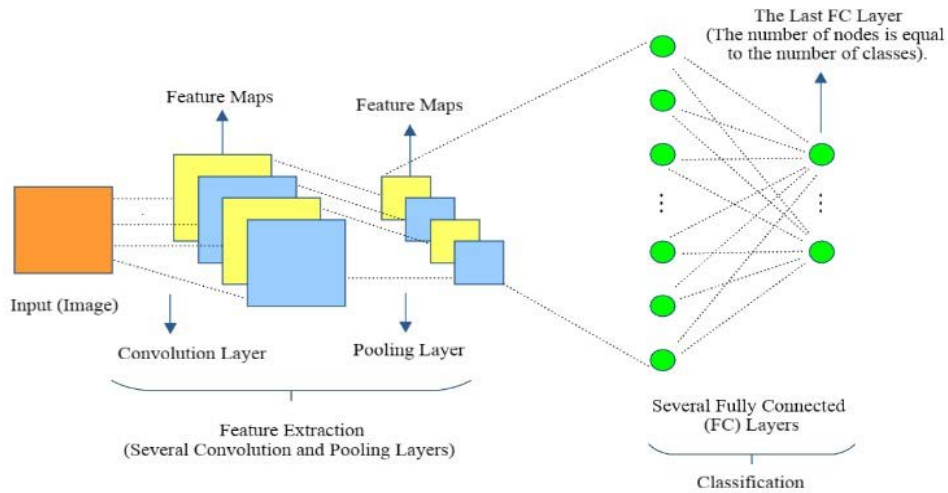 The Last FC Layer
(The number of nodes is equal
to the number of classes).
Feature Maps
Feature Maps
Input (Image)
Convolution Layer
Pooling Layer
Feature Extraction
(Several Convolution and Pooling Layers)
Several Fully Connected
(FC) Layers
Classification